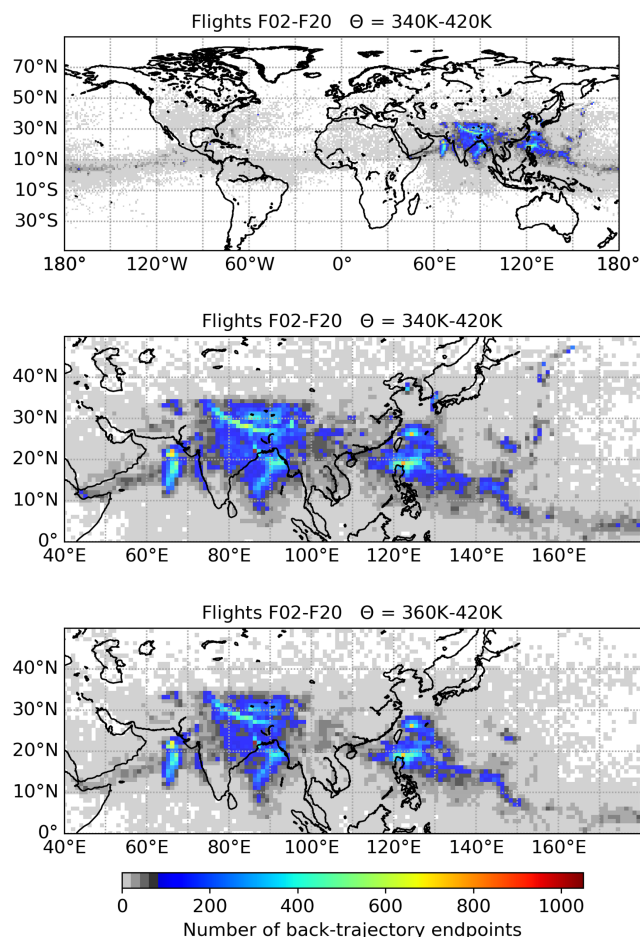 Flights F02-F20 Θ = 340K-420K
70°N
50°N
30°N
10°N
10°S
30°S
180° 120°W 60°W 0° 60°E 120°E 180°
Flights F02-F20 Θ = 340K-420K
40°N
30°N
20°N
10°N
0°
40°E 60°E 80°E 100°E 120°E 140°E 160°E
Flights F02-F20 Θ = 360K-420K
40°N
30°N
20°N
10°N
0°
40°E 60°E 80°E 100°E 120°E 140°E 160°E
0 200 400 600 800 1000
Number of back-trajectory endpoints